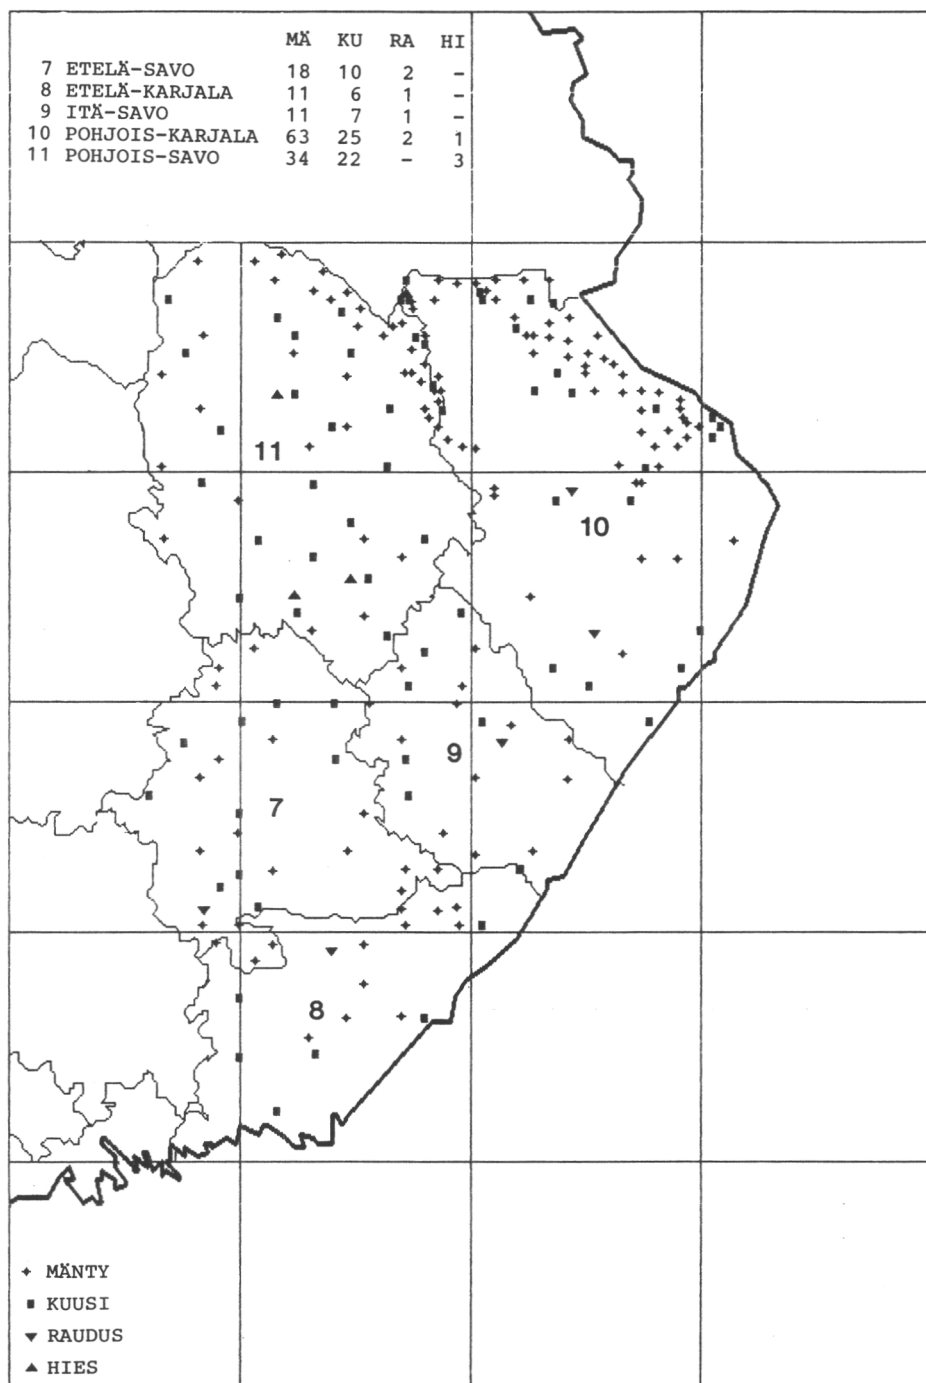 MÄ KU RA HI
7 ETELÄ-SAVO 18 10 2 -
8 ETELÄ-KARJALA 11 6 1 -
9 ITÄ-SAVO 11 7 1 -
10 POHJOIS-KARJALA 63 25 2 1
11 POHJOIS-SAVO 34 22 - 3
11
10
9
7
8
MÄNTY
KUUSI
RAUDUS
HIES